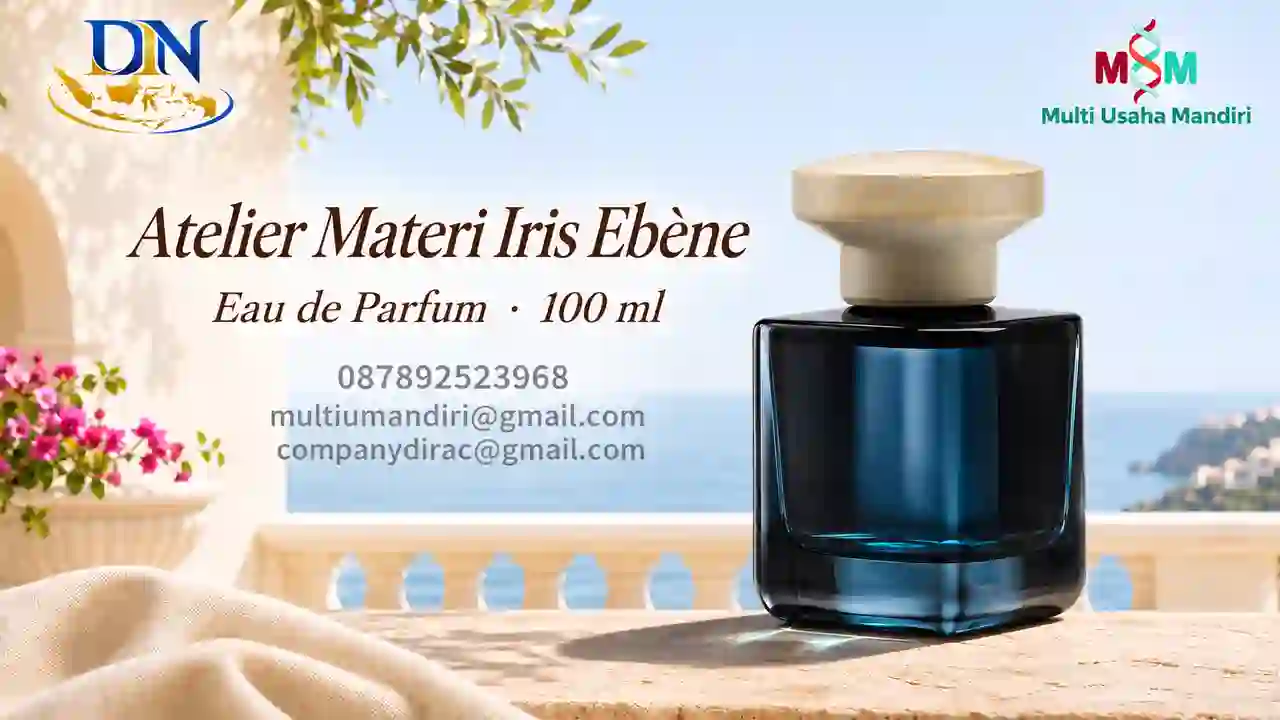 DN
M M
Multi Usaha Mandiri
Atelier Materi Iris Ebène
Eau de Parfum · 100 ml
087892523968
multiumandiri@gmail.com
companydirac@gmail.com